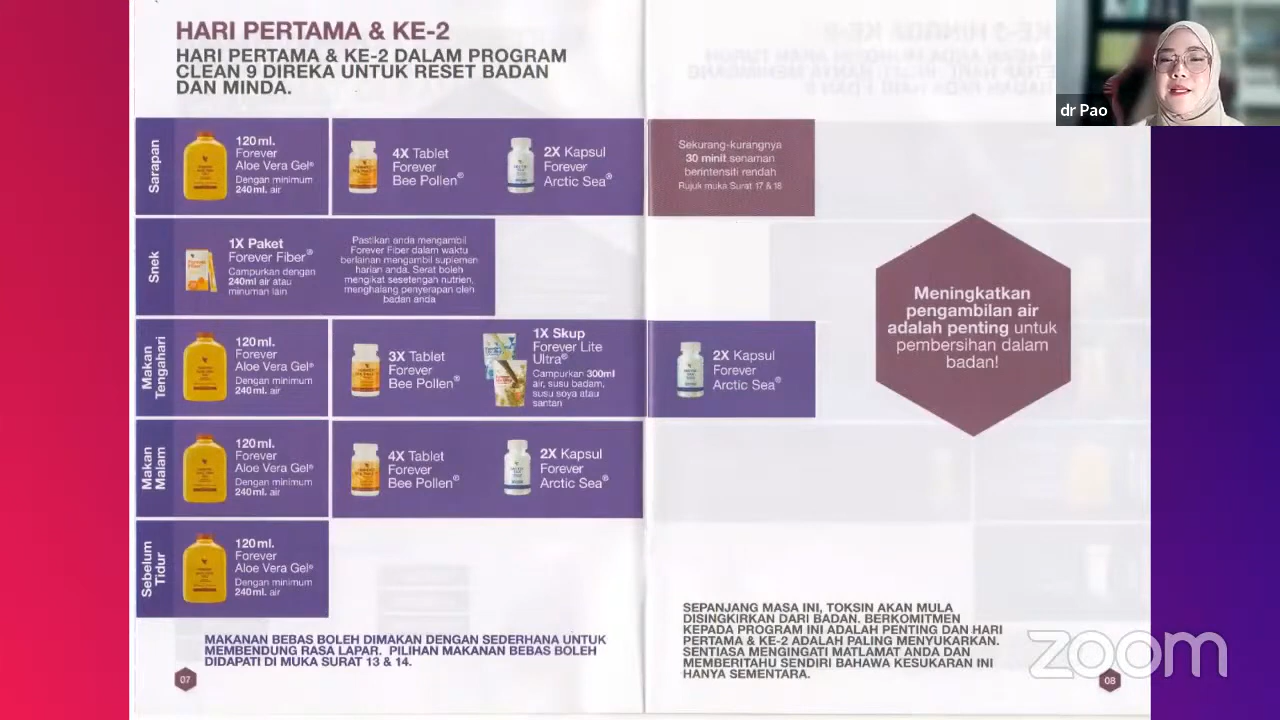 HARI PERTAMA & KE-2
HARI PERTAMA & KE-2 DALAM PROGRAM
CLEAN 9 DIREKA UNTUK RESET BADAN
DAN MINDA.
dr Pao
Sarapan
120ml.
Forever
Aloe Vera Gel®
Dengan minimum
240ml. air
4X Tablet
Forever
Bee Pollen®
2X Kapsul
Forever
Arctic Sea®
Sekurang-kurangnya
30 minit senaman
berintensiti rendah
Rujuk muka Surat 17 & 18
Snek
1X Paket
Forever Fiber®
Campurkan dengan
240ml air atau
minuman lain
Pastikan anda mengambil
Forever Fiber dalam waktu
berlainan mengambil suplemen
harian anda. Serat boleh
mengikat sesetengah nutrien,
menghalang penyerapan oleh
badan anda
Meningkatkan
pengambilan air
adalah penting untuk
pembersihan dalam
badan!
Makan
Tengahari
120ml.
Forever
Aloe Vera Gel®
Dengan minimum
240ml. air
3X Tablet
Forever
Bee Pollen®
1X Skup
Forever Lite
Ultra®
Campurkan 300ml
air, susu badam,
susu soya atau
santan
2X Kapsul
Forever
Arctic Sea®
Makan
Malam
120ml.
Forever
Aloe Vera Gel®
Dengan minimum
240ml. air
4X Tablet
Forever
Bee Pollen®
2X Kapsul
Forever
Arctic Sea®
Sebelum
Tidur
120ml.
Forever
Aloe Vera Gel®
Dengan minimum
240ml. air
MAKANAN BEBAS BOLEH DIMAKAN DENGAN SEDERHANA UNTUK
MEMBENDUNG RASA LAPAR. PILIHAN MAKANAN BEBAS BOLEH
DIDAPATI DI MUKA SURAT 13 & 14.
07
SEPANJANG MASA INI, TOKSIN AKAN MULA
DISINGKIRKAN DARI BADAN. BERKOMITMEN
KEPADA PROGRAM INI ADALAH PENTING DAN HARI
PERTAMA & KE-2 ADALAH PALING MENYUKARKAN.
SENTIASA MENGINGATI MATLAMAT ANDA DAN
MEMBERITAHU SENDIRI BAHAWA KESUKARAN INI
HANYA SEMENTARA.
08
zoom